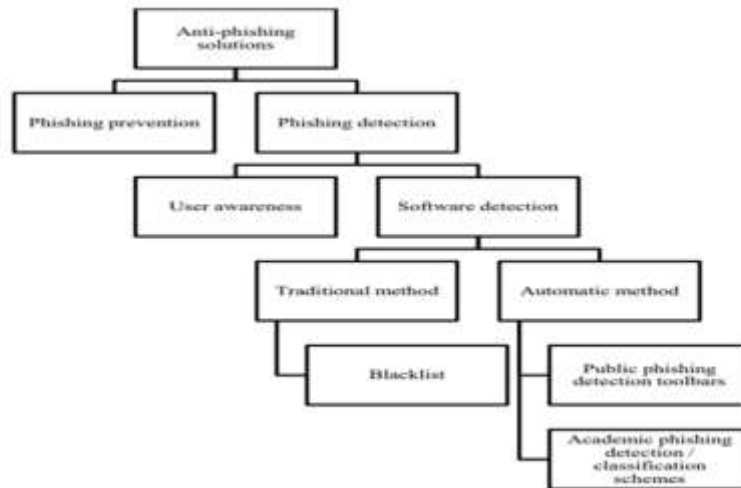 Anti-phishing
solutions
Phishing prevention
Phishing detection
User awareness
Software detection
Traditional method
Automatic method
Blacklist
Public phishing
detection toolbars
Academic phishing
detection /
classification
schemes